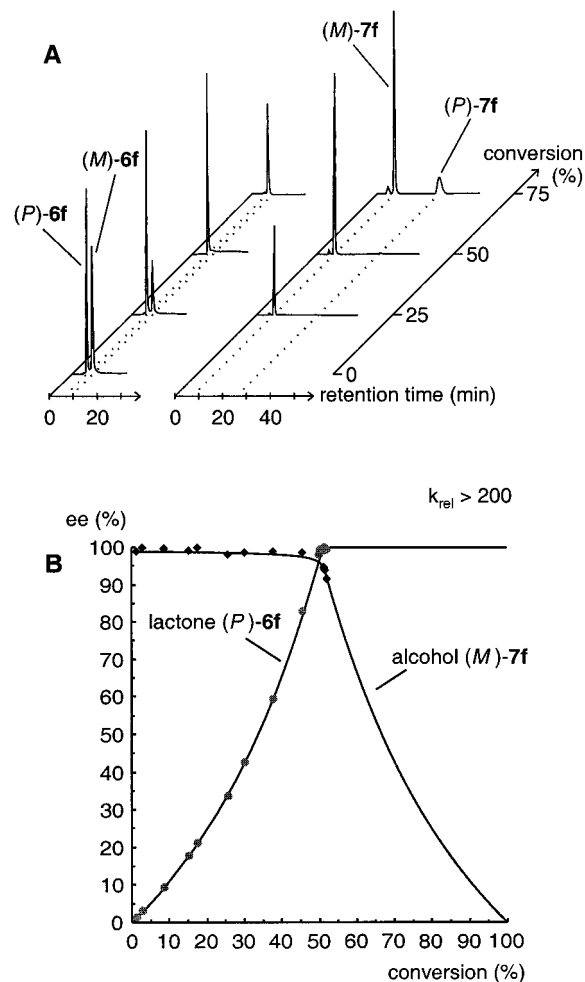 A
(M)-7f
(P)-7f
conversion
(%)
(M)-6f
(P)-6f
75
50
25
0
retention time (min)
0 20
0 20 40
k rel > 200
ee (%)
B
100
90
80
70
60
50
40
30
20
10
0
lactone (P)-6f
alcohol (M)-7f
0 10 20 30 40 50 60 70 80 90 100
conversion (%)